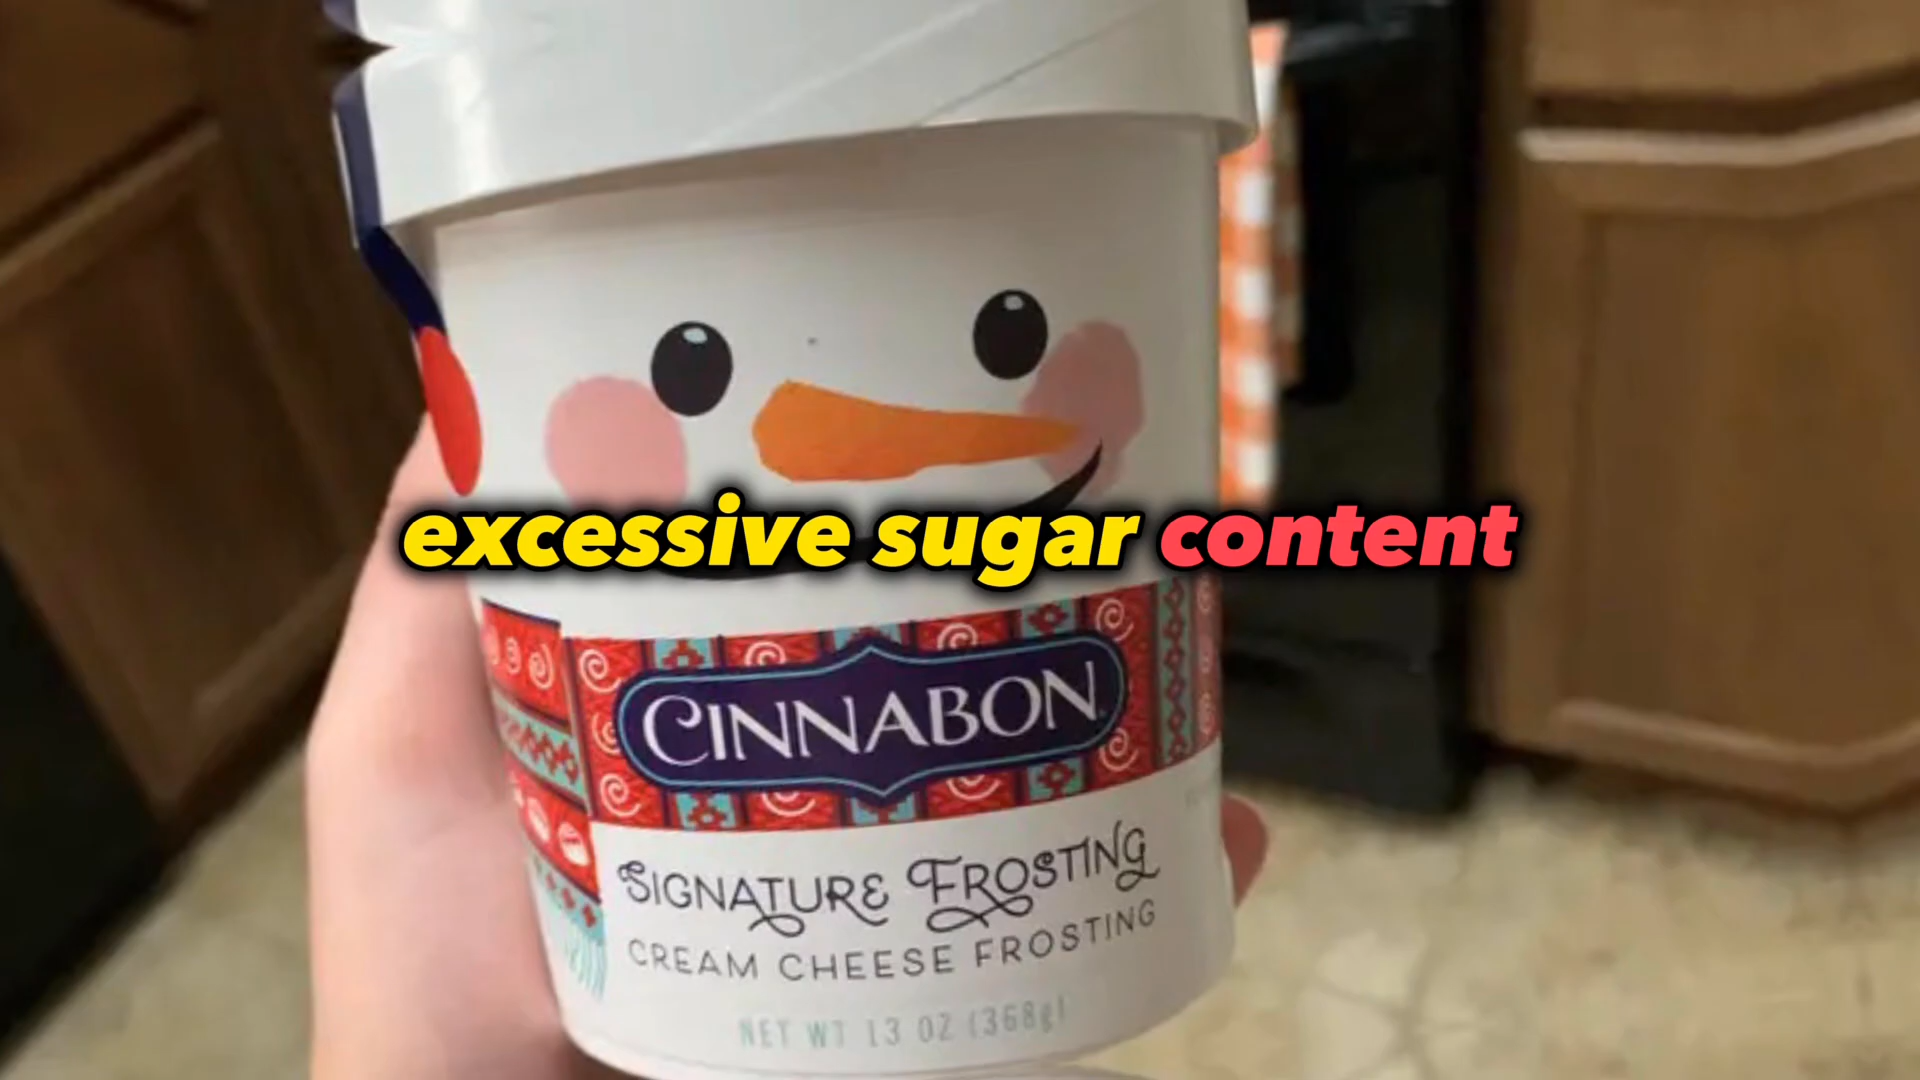 excessive sugar content
CINNABON
SIGNATURE FROSTING
CREAM CHEESE FROSTING
NET WT 13 OZ (368g)